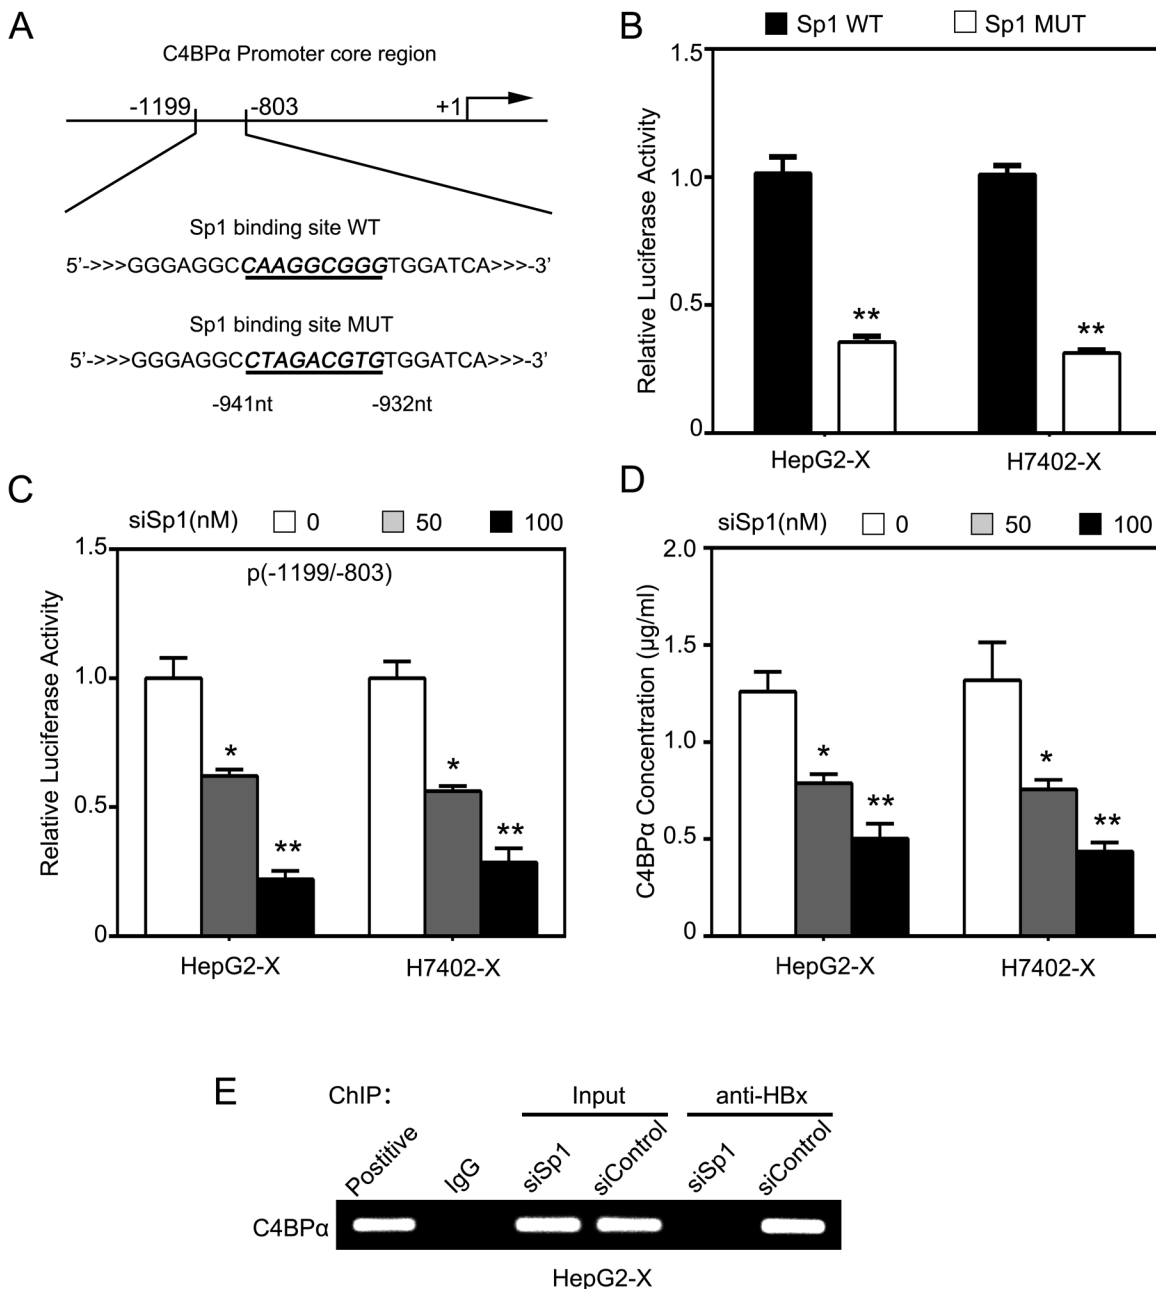 A
C4BPα Promoter core region
-1199
-803
+1
Sp1 binding site WT
5'->>>GGGAGGCCAAGGCGGGTGGATCA>>>-3'
Sp1 binding site MUT
5'->>>GGGAGGCCTAGACGTGTGGATCA>>>-3'
-941nt
-932nt
B
Sp1 WT
Sp1 MUT
Relative Luciferase Activity
1.5
1.0
0.5
0
**
**
HepG2-X
H7402-X
C
siSp1(nM)
0
50
100
p(-1199/-803)
Relative Luciferase Activity
1.5
1.0
0.5
0
*
**
*
**
HepG2-X
H7402-X
D
siSp1(nM)
0
50
100
C4BPα Concentration (μg/ml)
2.0
1.5
1.0
0.5
0
*
**
*
**
HepG2-X
H7402-X
E
ChIP:
Input
anti-HBx
Postitive
IgG
siSp1
siControl
siSp1
siControl
C4BPα
HepG2-X